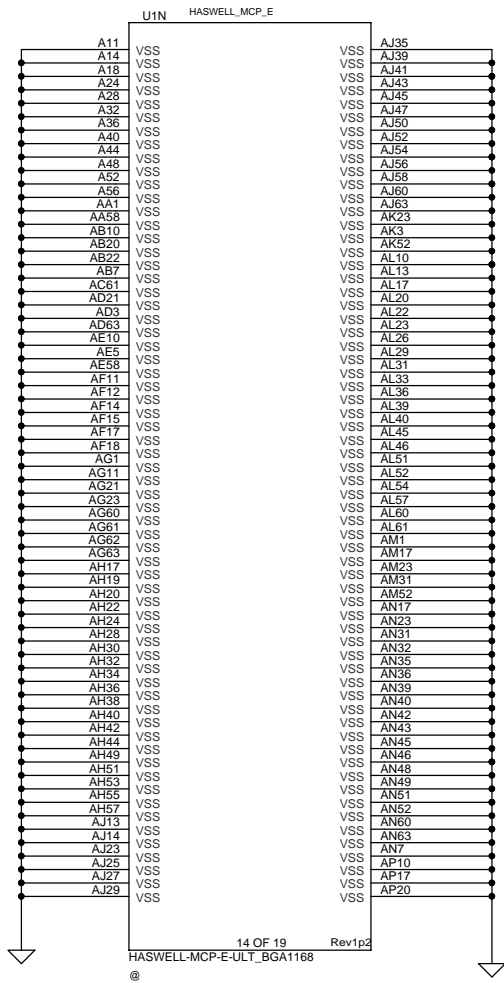 U1N HASWELL_MCP_E
A11 VSS VSS AJ35
A14 VSS VSS AJ39
A18 VSS VSS AJ41
A24 VSS VSS AJ43
A28 VSS VSS AJ45
A32 VSS VSS AJ47
A36 VSS VSS AJ50
A40 VSS VSS AJ52
A44 VSS VSS AJ54
A48 VSS VSS AJ56
A52 VSS VSS AJ58
A56 VSS VSS AJ60
AA1 VSS VSS AJ63
AA58 VSS VSS AK23
AB10 VSS VSS AK3
AB20 VSS VSS AK52
AB22 VSS VSS AL10
AB7 VSS VSS AL13
AC61 VSS VSS AL17
AD21 VSS VSS AL20
AD3 VSS VSS AL22
AD63 VSS VSS AL23
AE10 VSS VSS AL26
AE5 VSS VSS AL29
AE58 VSS VSS AL31
AF11 VSS VSS AL33
AF12 VSS VSS AL36
AF14 VSS VSS AL39
AF15 VSS VSS AL40
AF17 VSS VSS AL45
AF18 VSS VSS AL46
AG1 VSS VSS AL51
AG11 VSS VSS AL52
AG21 VSS VSS AL54
AG23 VSS VSS AL57
AG60 VSS VSS AL60
AG61 VSS VSS AL61
AG62 VSS VSS AM1
AG63 VSS VSS AM17
AH17 VSS VSS AM23
AH19 VSS VSS AM31
AH20 VSS VSS AM52
AH22 VSS VSS AN17
AH24 VSS VSS AN23
AH28 VSS VSS AN31
AH30 VSS VSS AN32
AH32 VSS VSS AN35
AH34 VSS VSS AN36
AH36 VSS VSS AN39
AH38 VSS VSS AN40
AH40 VSS VSS AN42
AH42 VSS VSS AN43
AH44 VSS VSS AN45
AH49 VSS VSS AN46
AH51 VSS VSS AN48
AH53 VSS VSS AN49
AH55 VSS VSS AN51
AH57 VSS VSS AN52
AJ13 VSS VSS AN60
AJ14 VSS VSS AN63
AJ23 VSS VSS AN7
AJ25 VSS VSS AP10
AJ27 VSS VSS AP17
AJ29 VSS VSS AP20
14 OF 19 Rev1p2
HASWELL-MCP-E-ULT_BGA1168
@